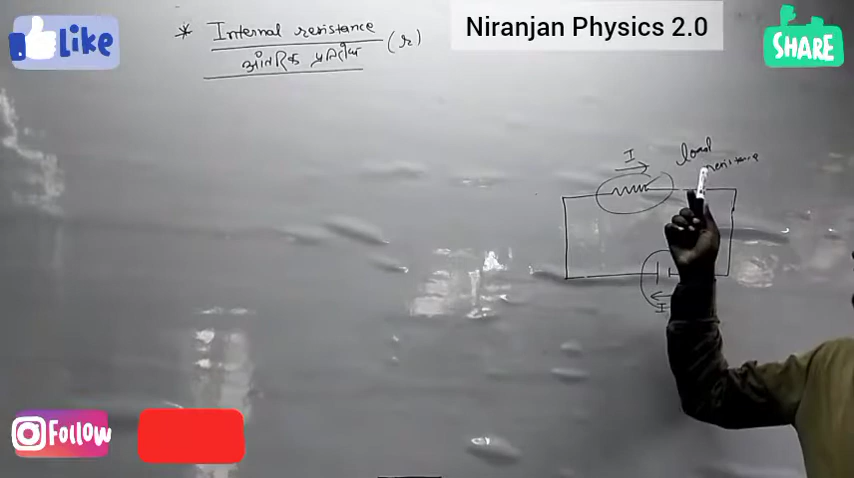 * Internal resistance
आंतरिक प्रतिरोध (r)
Niranjan Physics 2.0
Like
SHARE
I
load
resistance
I
Follow